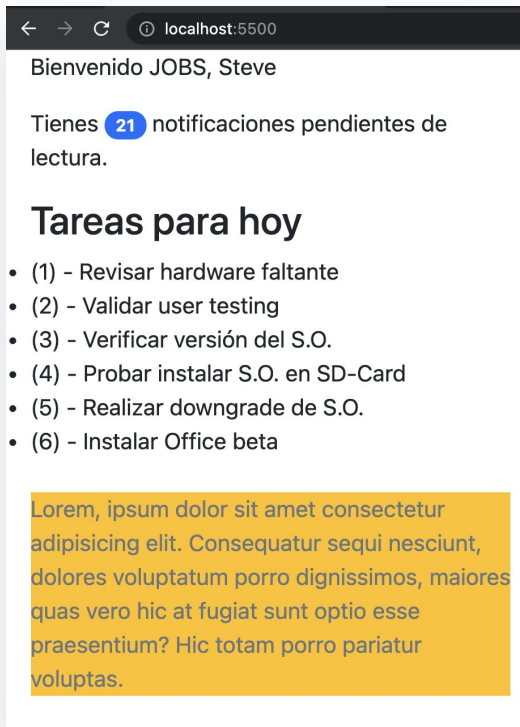 localhost:5500
Bienvenido JOBS, Steve
Tienes 21 notificaciones pendientes de
lectura.
Tareas para hoy
• (1) - Revisar hardware faltante
• (2) - Validar user testing
• (3) - Verificar versión del S.O.
• (4) - Probar instalar S.O. en SD-Card
• (5) - Realizar downgrade de S.O.
• (6) - Instalar Office beta
Lorem, ipsum dolor sit amet consectetur
adipisicing elit. Consequatur sequi nesciunt,
dolores voluptatum porro dignissimos, maiores
quas vero hic at fugiat sunt optio esse
praesentium? Hic totam porro pariatur
voluptas.